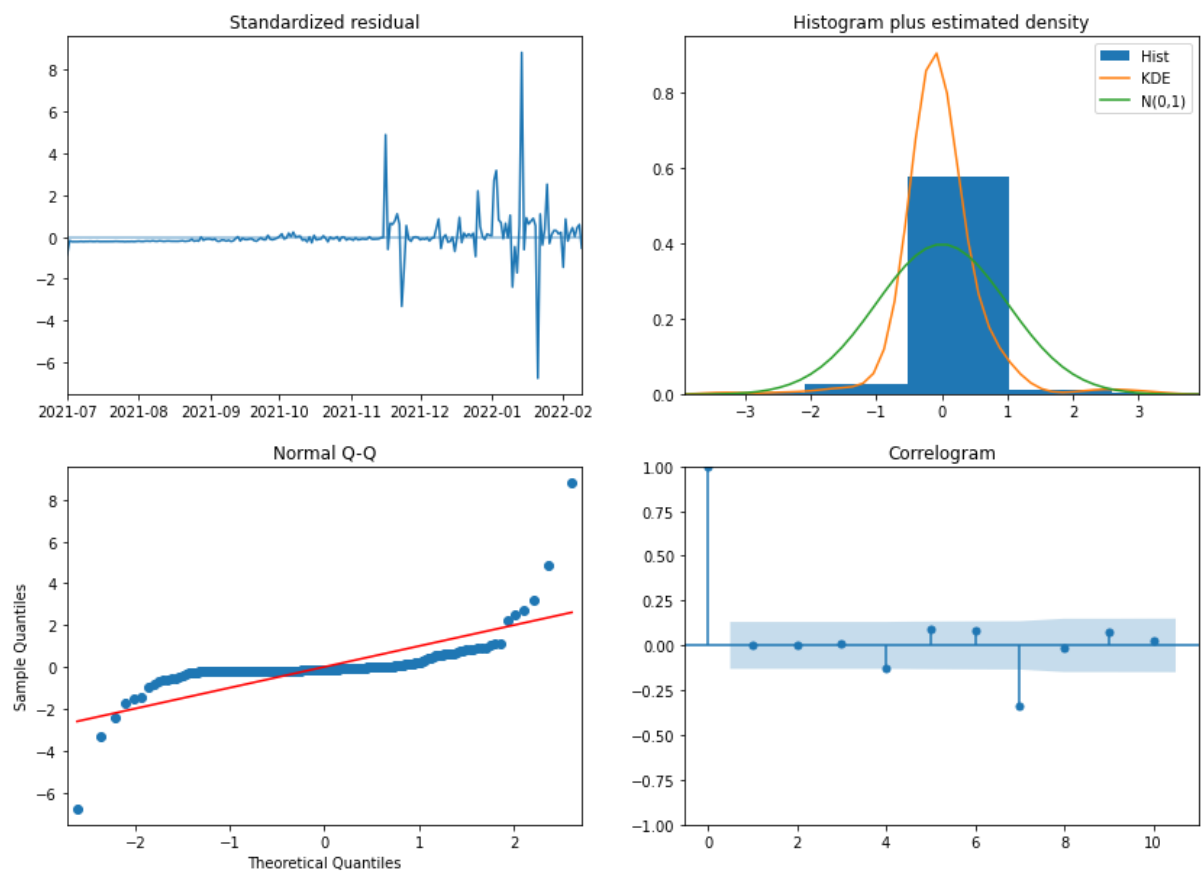 Standardized residual
8
6
4
2
0
−2
−4
−6
2021-07 2021-08 2021-09 2021-10 2021-11 2021-12 2022-01 2022-02
Histogram plus estimated density
Hist
KDE
N(0,1)
0.8
0.6
0.4
0.2
0.0
−3 −2 −1 0 1 2 3
Normal Q-Q
Sample Quantiles
8
6
4
2
0
−2
−4
−6
−2 −1 0 1 2
Theoretical Quantiles
Correlogram
1.00
0.75
0.50
0.25
0.00
−0.25
−0.50
−0.75
−1.00
0 2 4 6 8 10